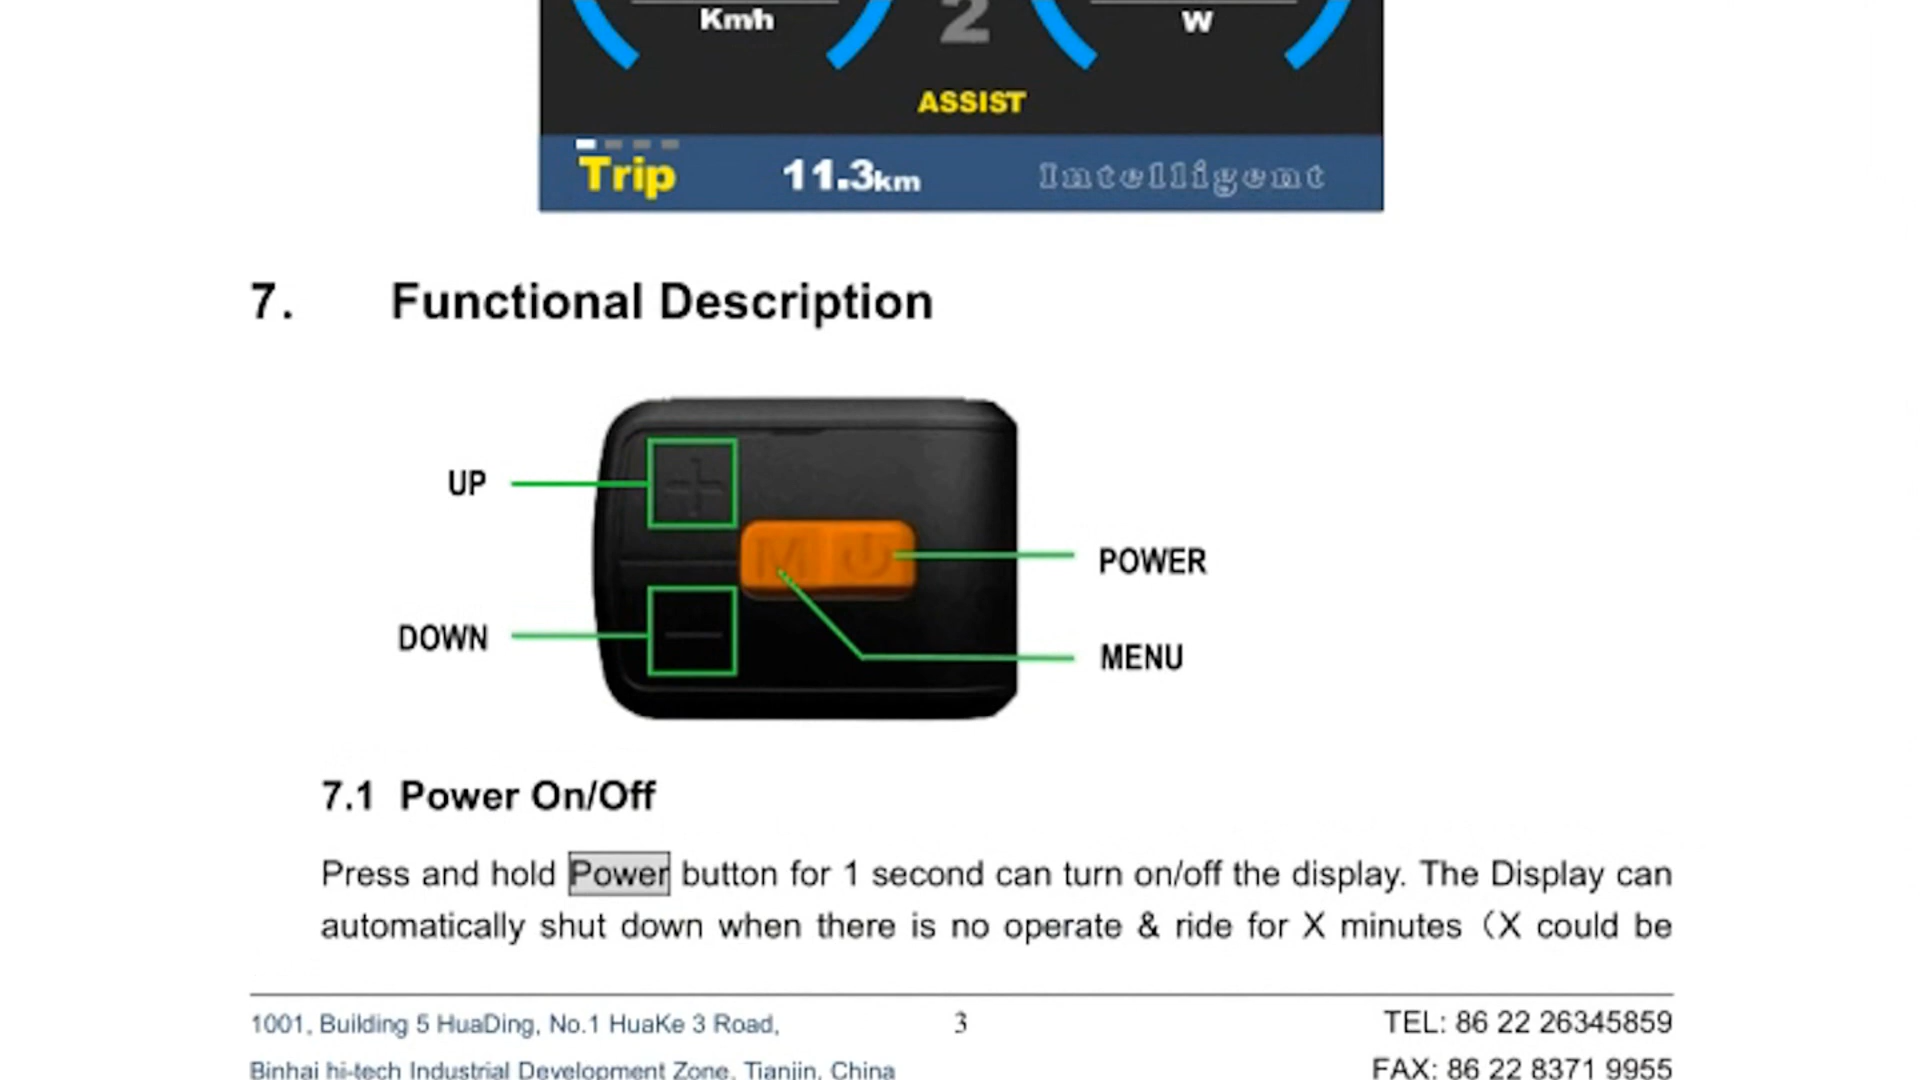 Kmh
2
W
ASSIST
Trip 11.3km Intelligent
7. Functional Description
UP
DOWN
M
POWER
MENU
7.1 Power On/Off
Press and hold Power button for 1 second can turn on/off the display. The Display can
automatically shut down when there is no operate & ride for X minutes（X could be
1001, Building 5 HuaDing, No.1 HuaKe 3 Road, 3 TEL: 86 22 26345859
Binhai hi-tech Industrial Development Zone, Tianjin, China FAX: 86 22 8371 9955